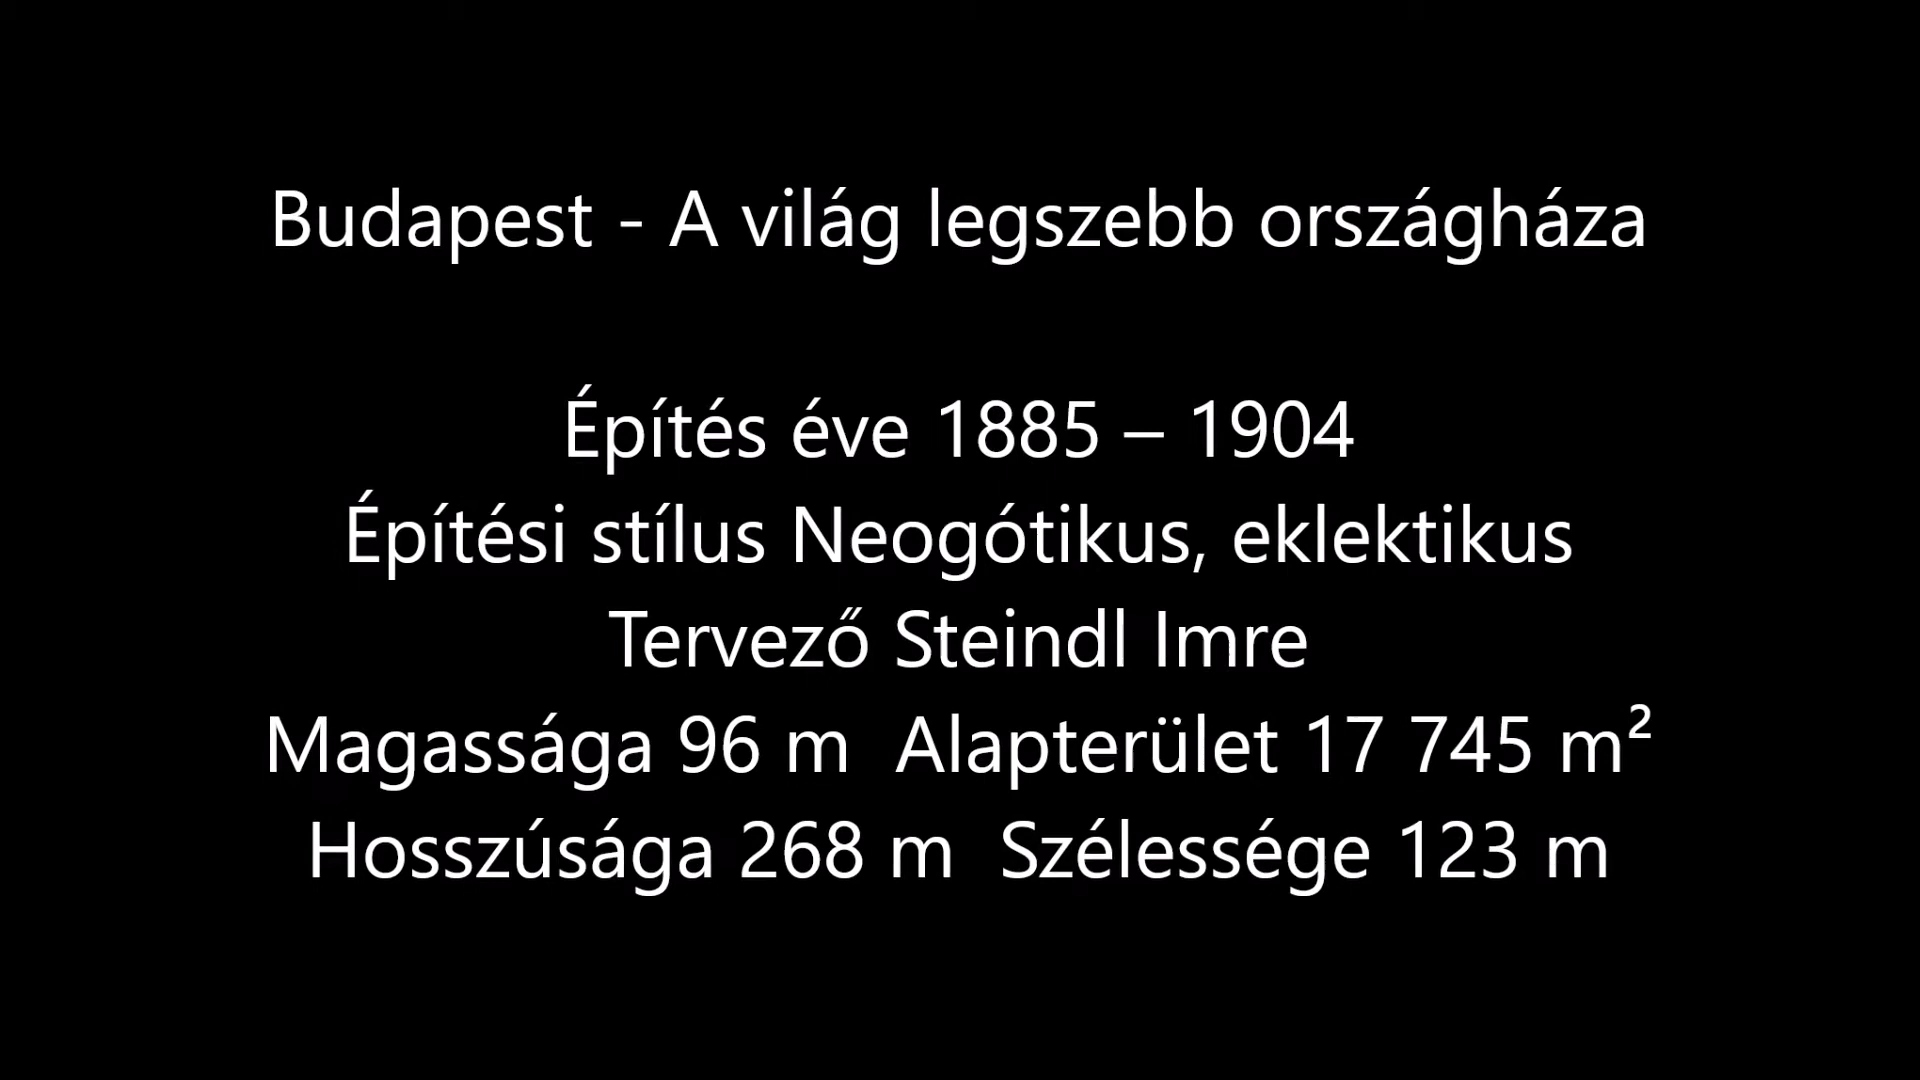 Budapest - A világ legszebb országháza
Építés éve 1885 – 1904
Építési stílus Neogótikus, eklektikus
Tervező Steindl Imre
Magassága 96 m  Alapterület 17 745 m²
Hosszúsága 268 m  Szélessége 123 m